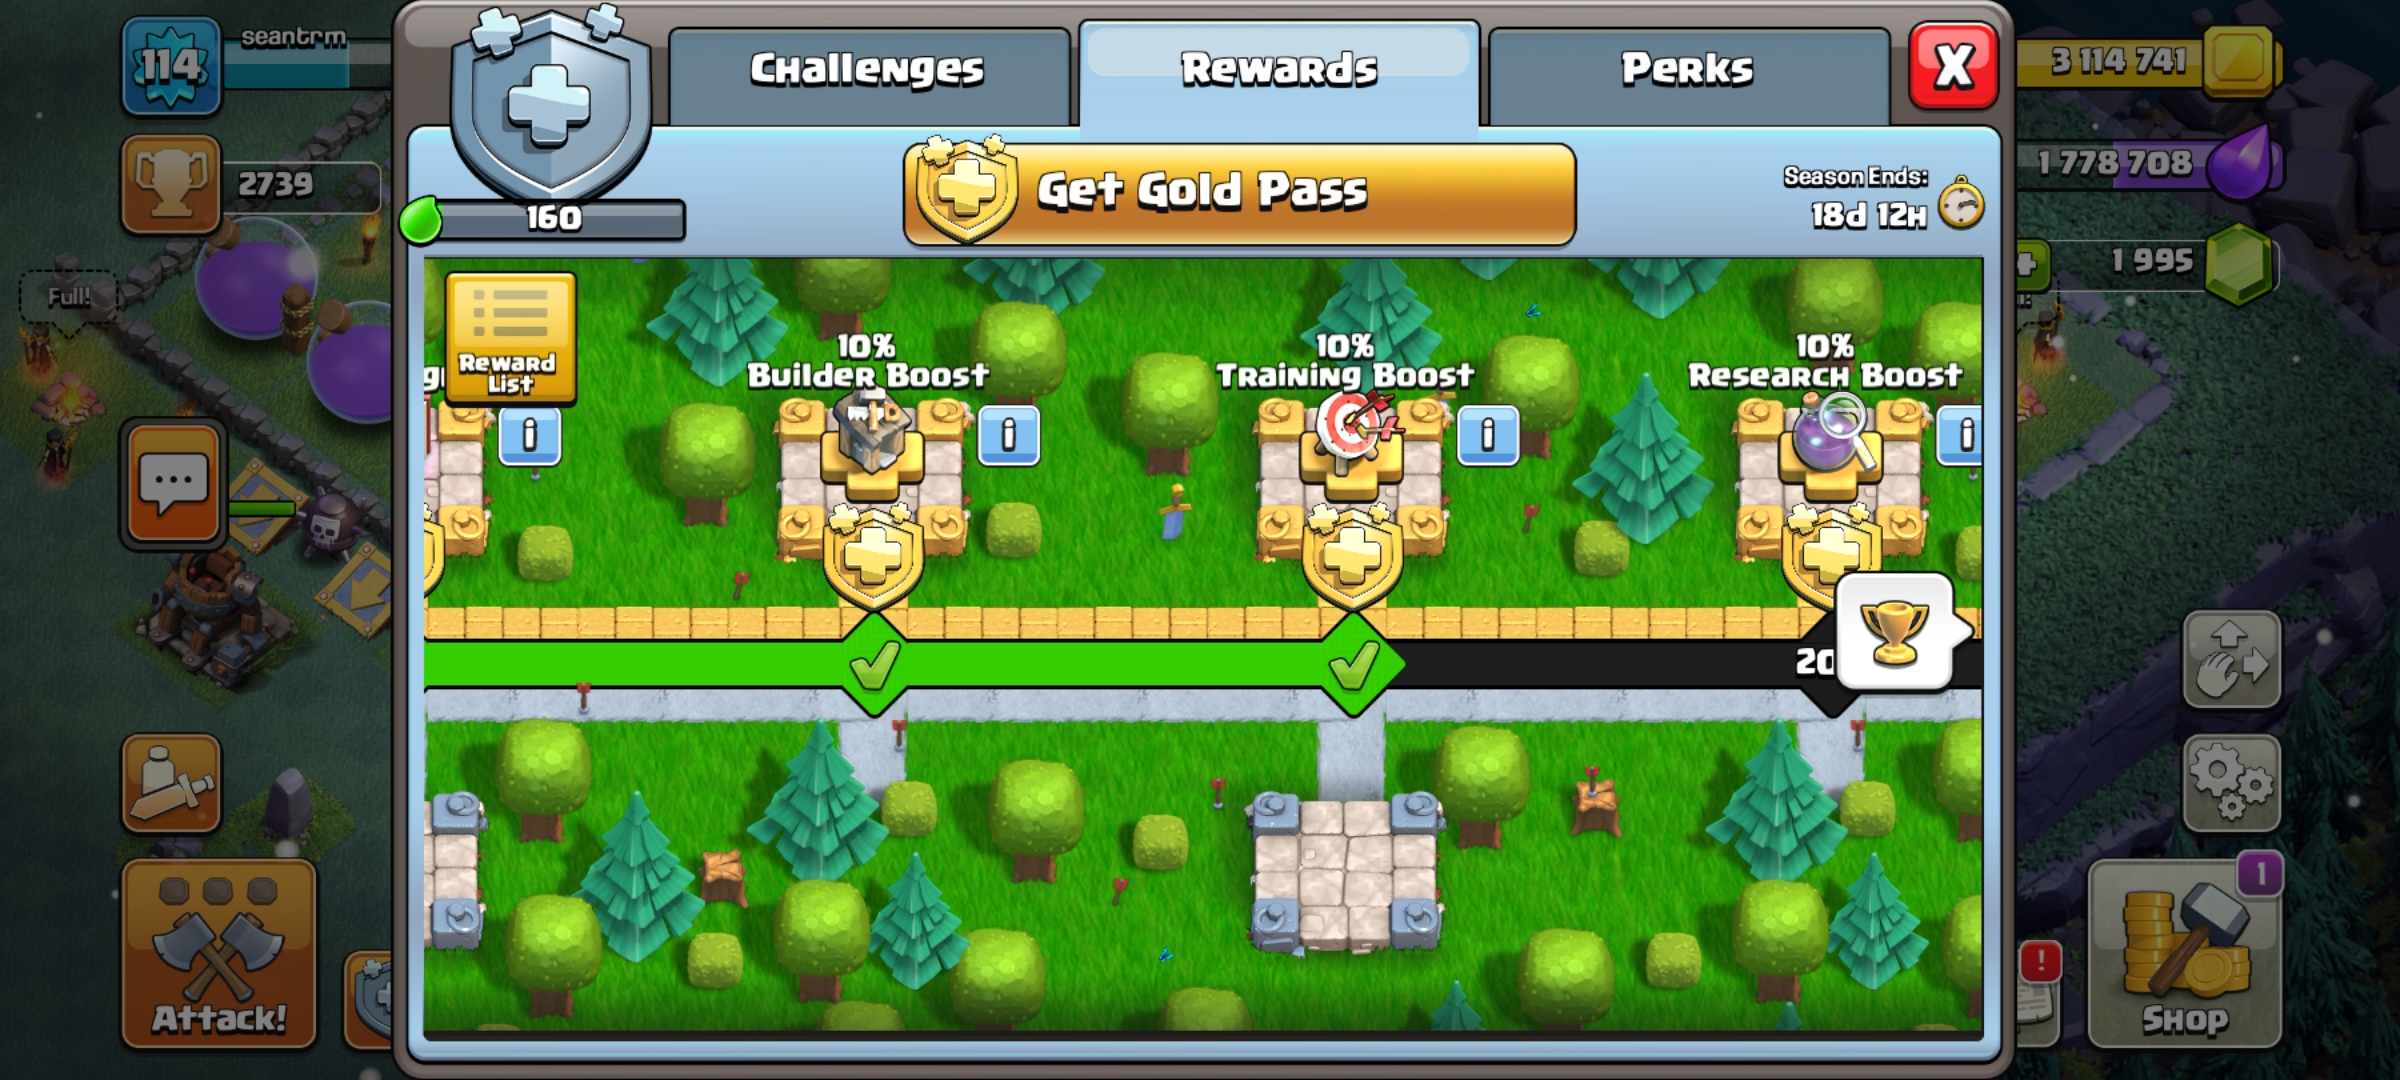 114
seantrm
Challenges
Rewards
Perks
X
3 114 741
2739
160
Get Gold Pass
Season Ends:
18d 12h
1 778 708
1 995
Full!
Reward
List
10%
Builder Boost
10%
Training Boost
10%
Research Boost
i
i
i
i
Attack!
1
!
Shop